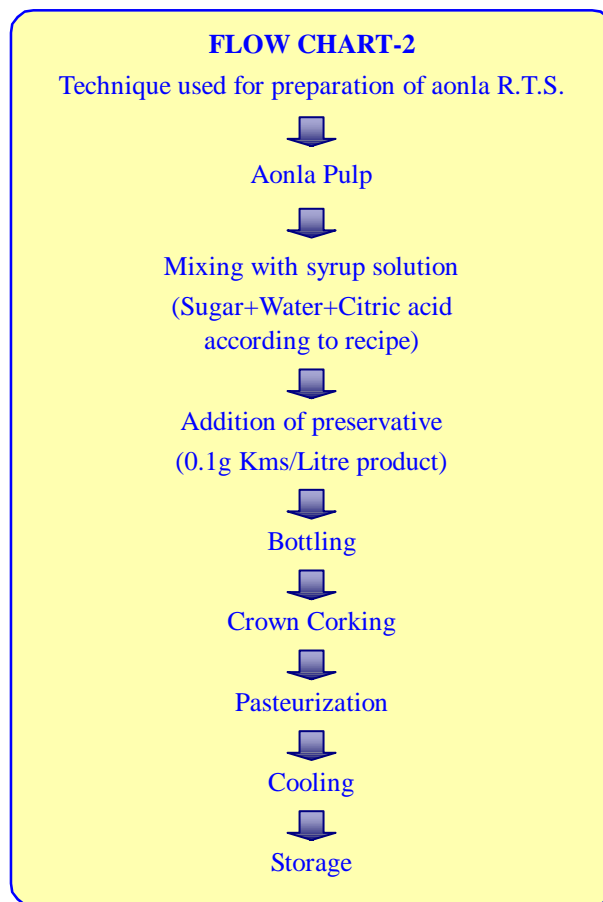 FLOW CHART-2
Technique used for preparation of aonla R.T.S.
Aonla Pulp
Mixing with syrup solution
(Sugar+Water+Citric acid
according to recipe)
Addition of preservative
(0.1g Kms/Litre product)
Bottling
Crown Corking
Pasteurization
Cooling
Storage